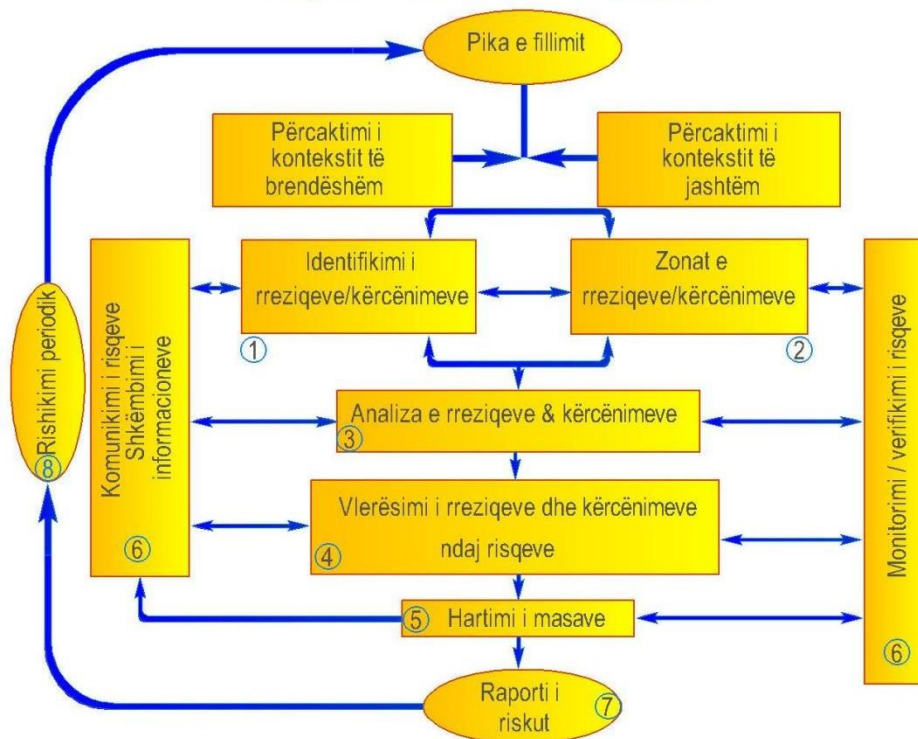 Pika e fillimit
Përcaktimi i
kontekstit të
brendëshëm
Përcaktimi i
kontekstit të
jashtëm
Identifikimi i
rreziqeve/kërcënimeve
1
Zonat e
rreziqeve/kërcënimeve
2
Analiza e rreziqeve & kërcënimeve
3
Vlerësimi i rreziqeve dhe kërcënimeve
ndaj risqeve
4
5
Hartimi i masave
Komunikimi i risqeve
Shkëmbimi i
informacioneve
6
Monitorimi / verifikimi i risqeve
6
Raporti i
riskut
7
Rishikimi periodik
8